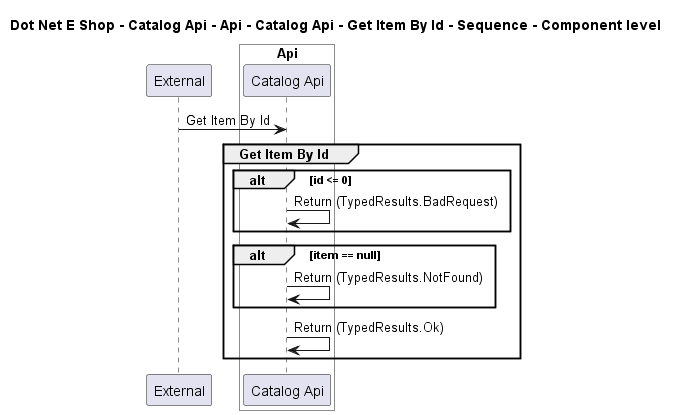 Dot Net E Shop - Catalog Api - Api - Catalog Api - Get Item By Id - Sequence - Component level
Api
External
Catalog Api
Get Item By Id
Get Item By Id
alt
[id <= 0]
Return (TypedResults.BadRequest)
alt
[item == null]
Return (TypedResults.NotFound)
Return (TypedResults.Ok)
External
Catalog Api